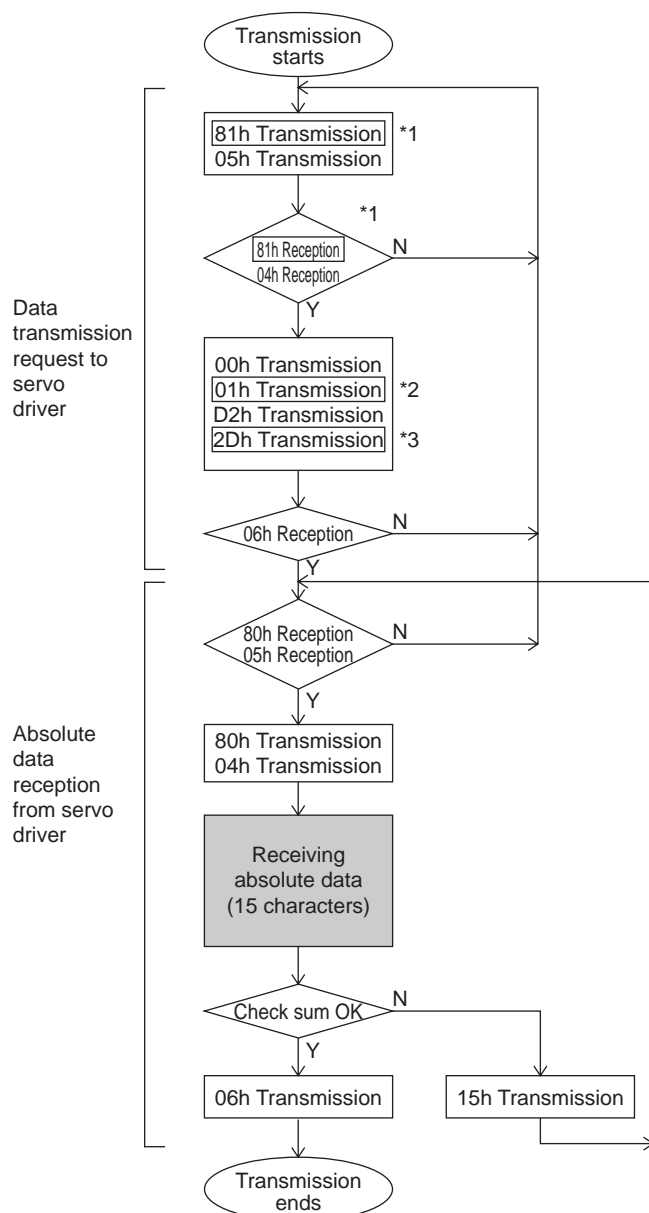 Transmission
starts
81h Transmission *1
05h Transmission
*1
81h Reception
04h Reception
N
Y
Data
transmission
request to
servo
driver
00h Transmission
01h Transmission *2
D2h Transmission
2Dh Transmission *3
06h Reception
N
Y
80h Reception
05h Reception
N
Y
Absolute
data
reception
from servo
driver
80h Transmission
04h Transmission
Receiving
absolute data
(15 characters)
Check sum OK
N
Y
06h Transmission
15h Transmission
Transmission
ends